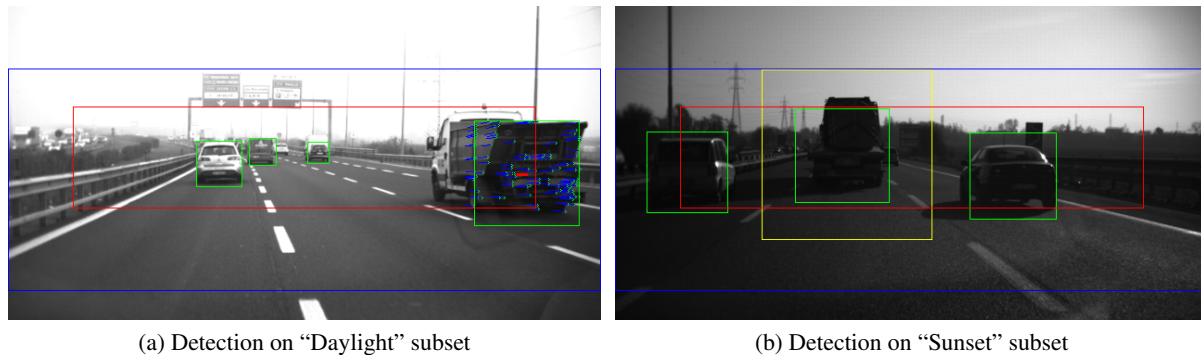 (a) Detection on “Daylight” subset
(b) Detection on “Sunset” subset